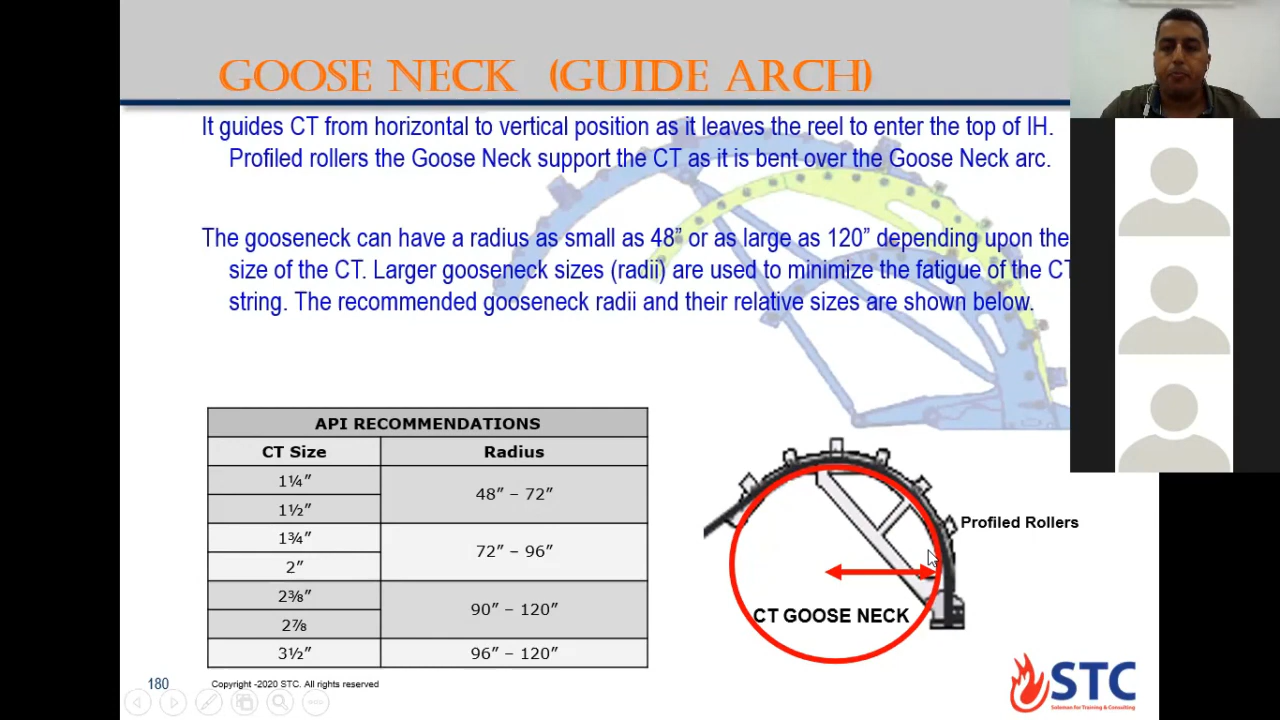 GOOSE NECK (GUIDE ARCH)
It guides CT from horizontal to vertical position as it leaves the reel to enter the top of IH.
Profiled rollers the Goose Neck support the CT as it is bent over the Goose Neck arc.
The gooseneck can have a radius as small as 48” or as large as 120” depending upon the
size of the CT. Larger gooseneck sizes (radii) are used to minimize the fatigue of the CT
string. The recommended gooseneck radii and their relative sizes are shown below.
API RECOMMENDATIONS
CT Size Radius
1¼”
48” – 72”
1½”
1¾”
72” – 96”
2”
2⅜”
90” – 120”
2⅞
3½” 96” – 120”
Profiled Rollers
CT GOOSE NECK
180 Copyright -2020 STC. All rights reserved
STC
Soleman for Training & Consulting